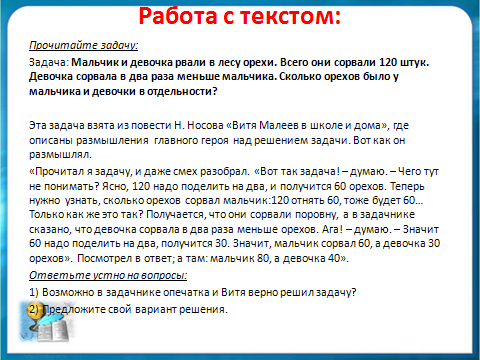 Работа с текстом:
Прочитайте задачу:
Задача: Мальчик и девочка рвали в лесу орехи. Всего они сорвали 120 штук.
Девочка сорвала в два раза меньше мальчика. Сколько орехов было у
мальчика и девочки в отдельности?
Эта задача взята из повести Н. Носова «Витя Малеев в школе и дома», где
описаны размышления главного героя над решением задачи. Вот как он
размышлял.
«Прочитал я задачу, и даже смех разобрал. «Вот так задача! – думаю. – Чего тут
не понимать? Ясно, 120 надо поделить на два, и получится 60 орехов. Теперь
нужно узнать, сколько орехов сорвал мальчик:120 отнять 60, тоже будет 60…
Только как же это так? Получается, что они сорвали поровну, а в задачнике
сказано, что девочка сорвала в два раза меньше орехов. Ага! – думаю. – Значит
60 надо поделить на два, получится 30. Значит, мальчик сорвал 60, а девочка 30
орехов». Посмотрел в ответ; а там: мальчик 80, а девочка 40».
Ответьте устно на вопросы:
1) Возможно в задачнике опечатка и Витя верно решил задачу?
2) Предложите свой вариант решения.